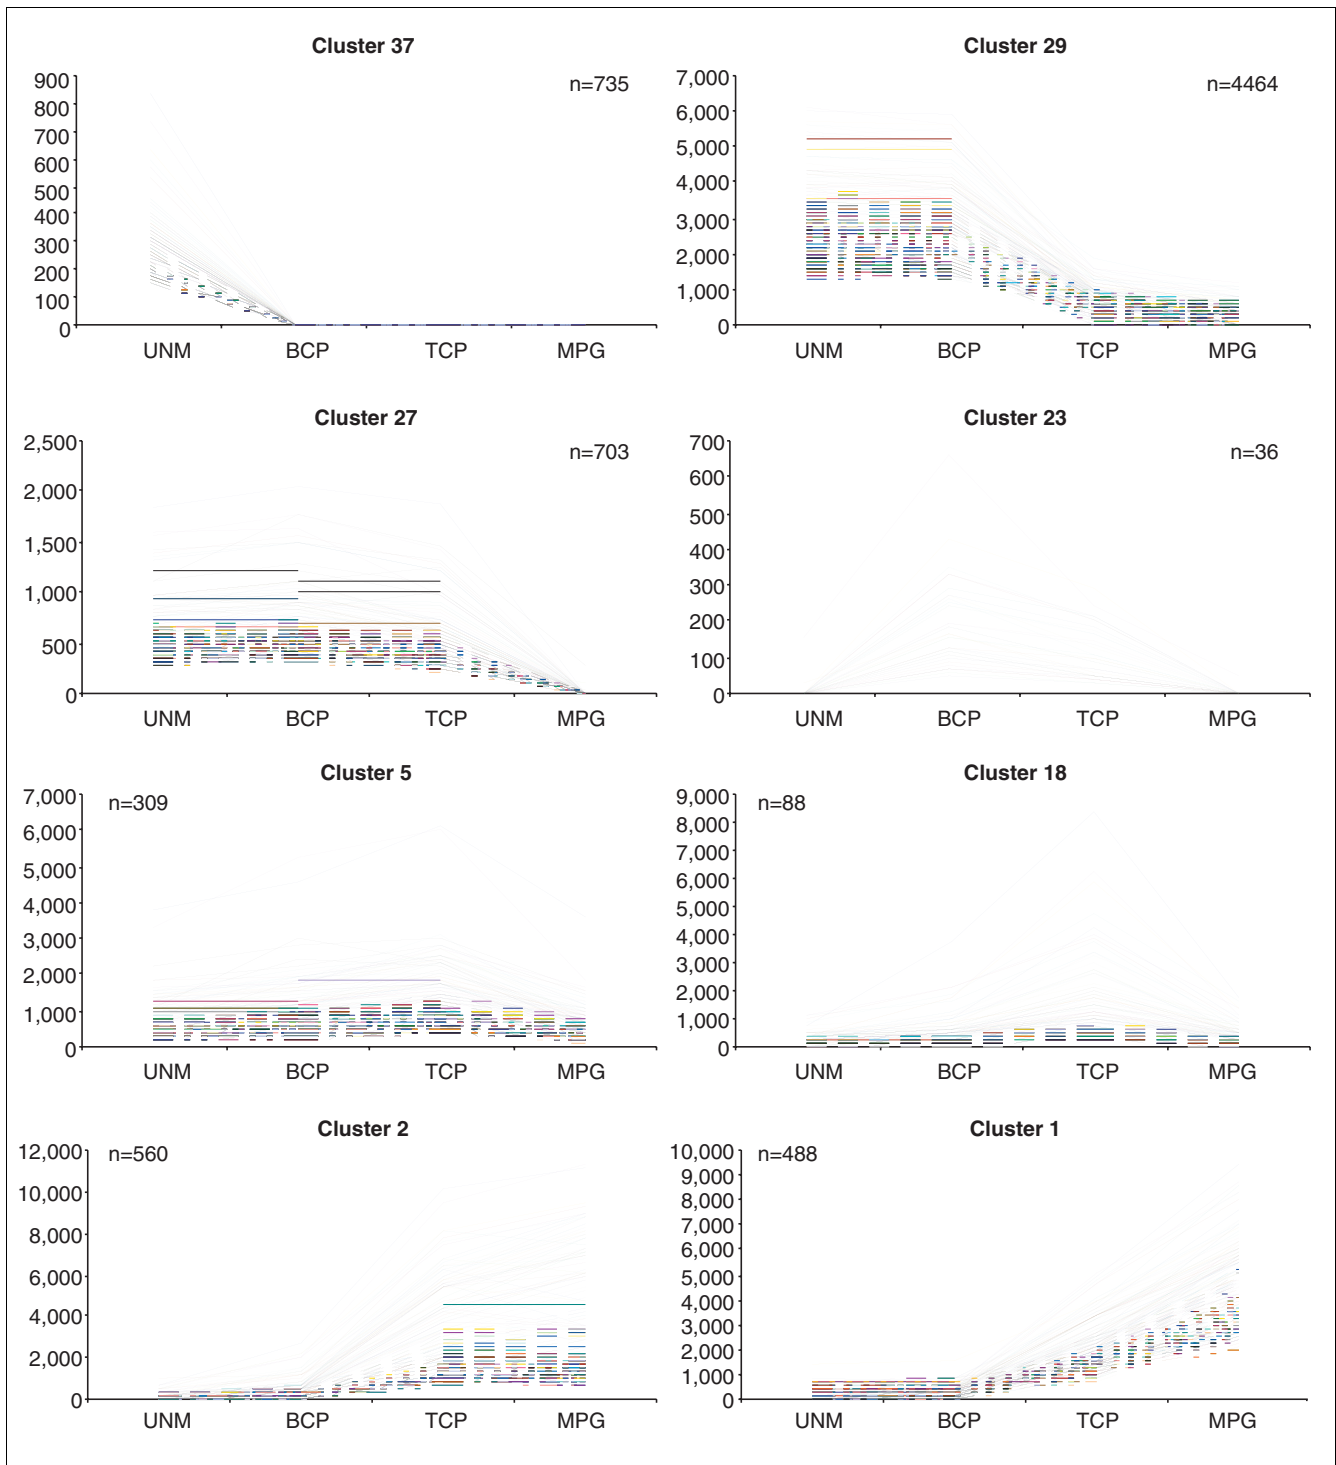 Cluster 37
n=735
900
800
700
600
500
400
300
200
100
0
UNM BCP TCP MPG
Cluster 29
n=4464
7,000
6,000
5,000
4,000
3,000
2,000
1,000
0
UNM BCP TCP MPG
Cluster 27
n=703
2,500
2,000
1,500
1,000
500
0
UNM BCP TCP MPG
Cluster 23
n=36
700
600
500
400
300
200
100
0
UNM BCP TCP MPG
Cluster 5
n=309
7,000
6,000
5,000
4,000
3,000
2,000
1,000
0
UNM BCP TCP MPG
Cluster 18
n=88
9,000
8,000
7,000
6,000
5,000
4,000
3,000
2,000
1,000
0
UNM BCP TCP MPG
Cluster 2
n=560
12,000
10,000
8,000
6,000
4,000
2,000
0
UNM BCP TCP MPG
Cluster 1
n=488
10,000
9,000
8,000
7,000
6,000
5,000
4,000
3,000
2,000
1,000
0
UNM BCP TCP MPG